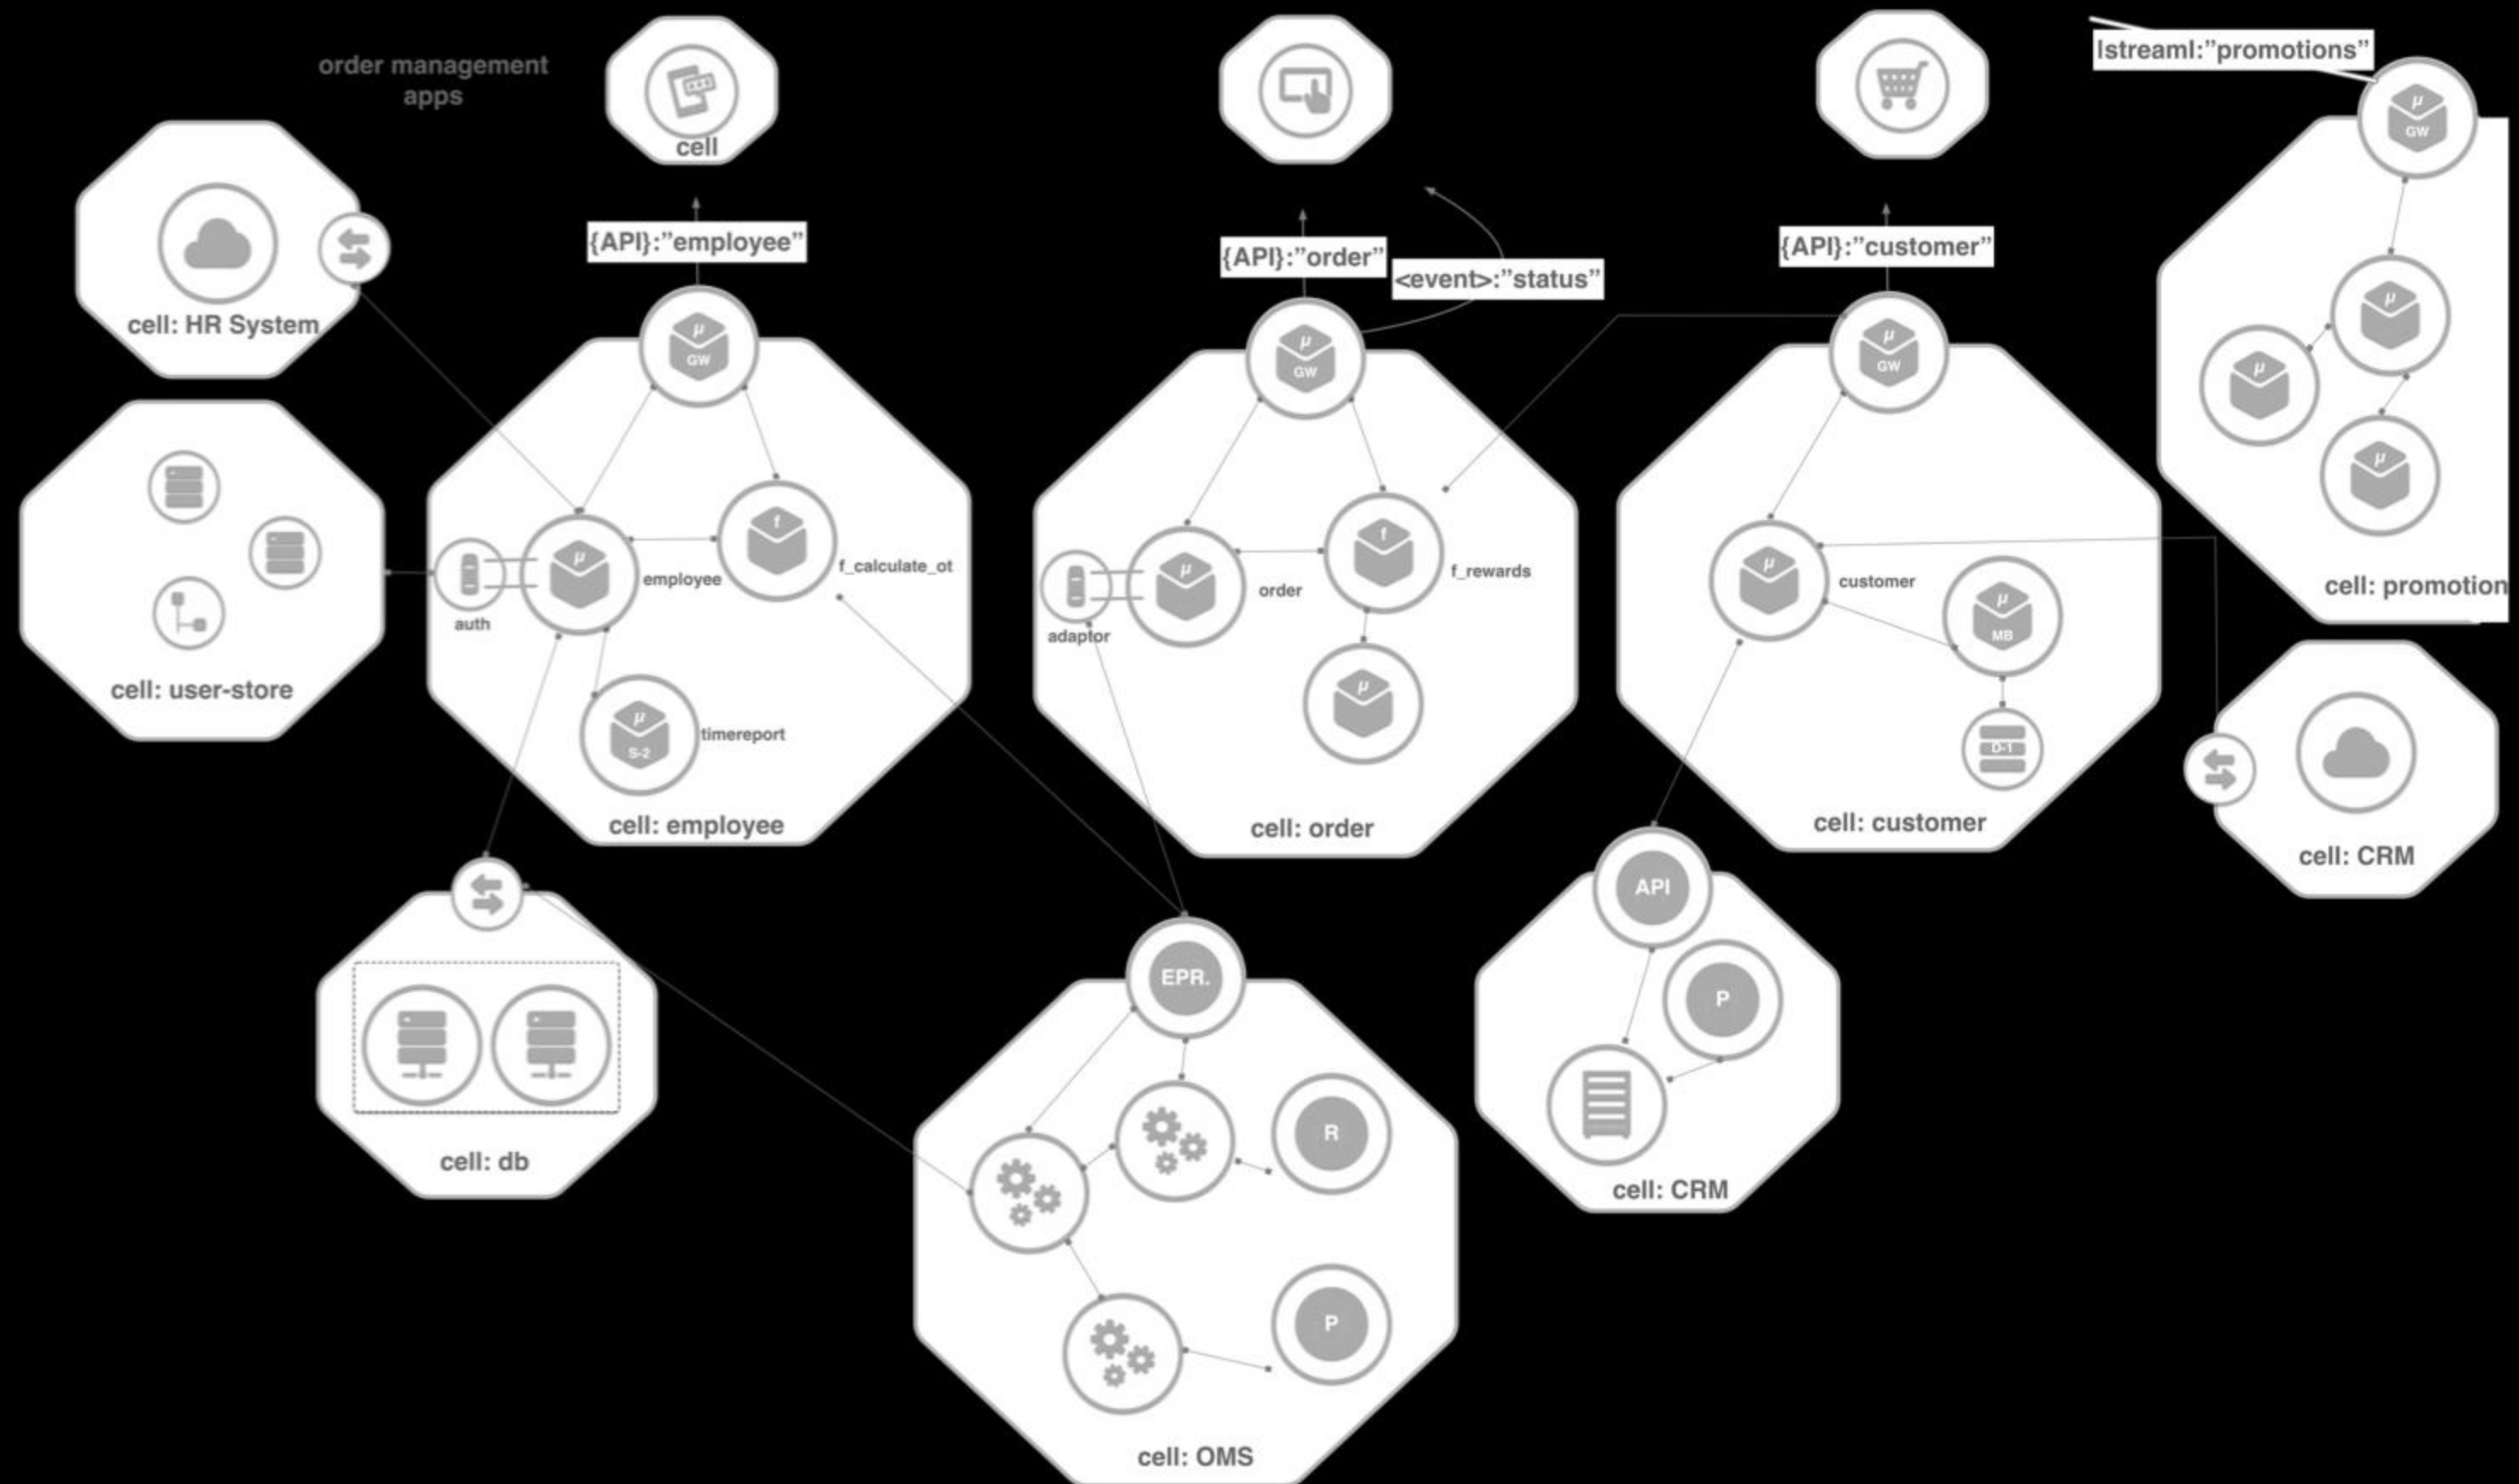 order management
apps
cell
|stream|:”promotions”
µ
GW
{API}:”employee”
{API}:”order”
<event>:”status”
{API}:”customer”
cell: HR System
µ
GW
µ
GW
µ
GW
µ
µ
µ
cell: promotion
cell: user-store
auth
µ
employee
f
f_calculate_ot
µ
S-2
timereport
cell: employee
adaptor
µ
order
f
f_rewards
µ
cell: order
µ
customer
µ
MB
D-1
cell: customer
cell: CRM
cell: db
EPR.
R
P
cell: OMS
API
P
cell: CRM